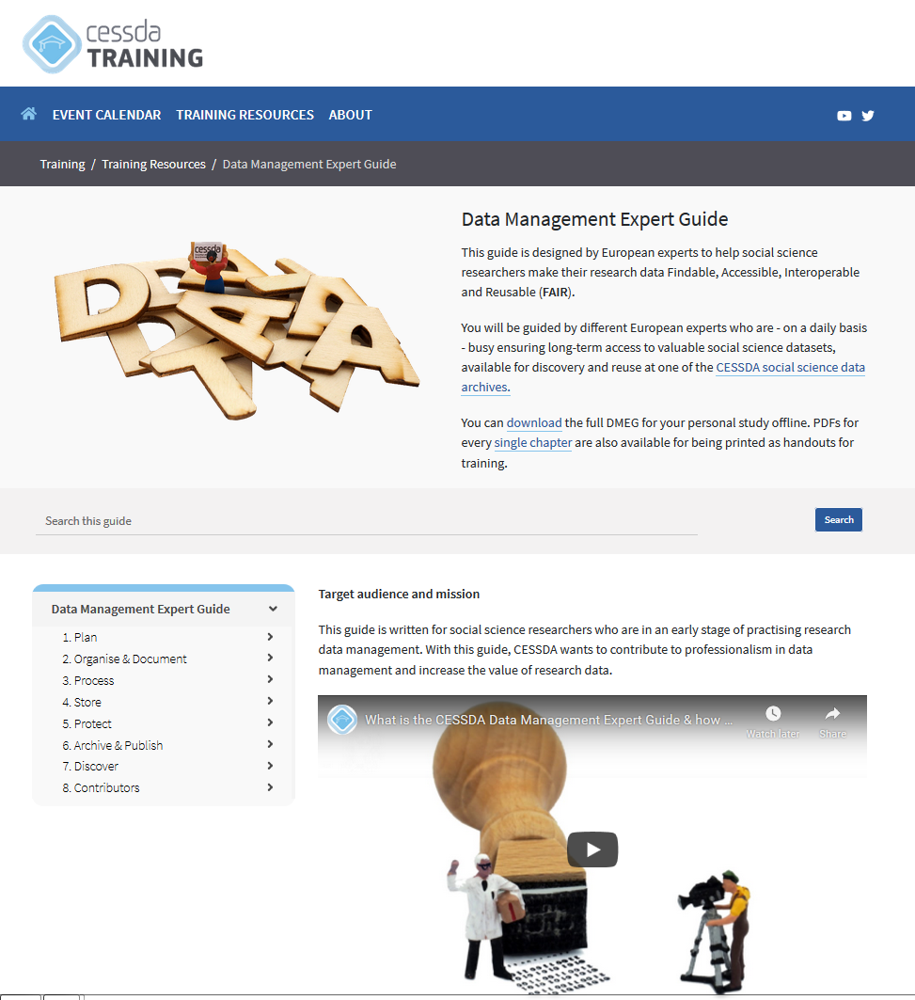 cessda
TRAINING
EVENT CALENDAR TRAINING RESOURCES ABOUT
Training / Training Resources / Data Management Expert Guide
cessda
DATA
Data Management Expert Guide
This guide is designed by European experts to help social science
researchers make their research data Findable, Accessible, Interoperable
and Reusable (FAIR).
You will be guided by different European experts who are - on a daily basis
- busy ensuring long-term access to valuable social science datasets,
available for discovery and reuse at one of the CESSDA social science data
archives.
You can download the full DMEG for your personal study offline. PDFs for
every single chapter are also available for being printed as handouts for
training.
Search this guide
Search
Data Management Expert Guide
1. Plan
2. Organise & Document
3. Process
4. Store
5. Protect
6. Archive & Publish
7. Discover
8. Contributors
Target audience and mission
This guide is written for social science researchers who are in an early stage of practising research
data management. With this guide, CESSDA wants to contribute to professionalism in data
management and increase the value of research data.
What is the CESSDA Data Management Expert Guide & how ...
Watch later
Share